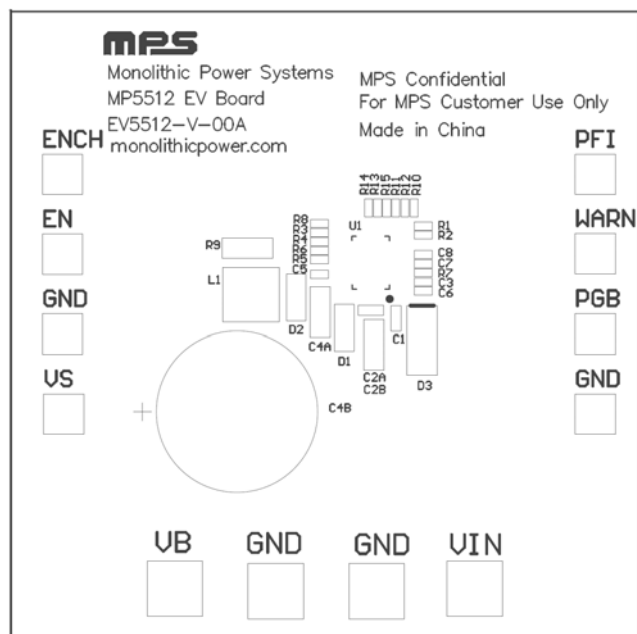 mps
Monolithic Power Systems
MP5512 EV Board
EV5512-V-00A
monolithicpower.com
MPS Confidential
For MPS Customer Use Only
Made in China
ENCH
EN
GND
VS
PFI
WARN
PGB
GND
R14
R13
R15
R11
R12
R10
U1
R8
R3
R4
R6
R5
C5
R9
L1
R1
R2
C8
C7
R7
C3
C6
D2
C4A
D1
C1
C2A
C2B
D3
C4B
+
VB
GND
GND
VIN